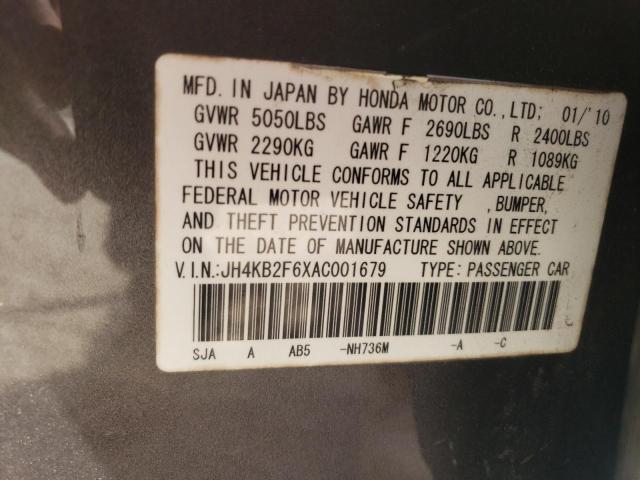 MFD. IN JAPAN BY HONDA MOTOR CO.,LTD; 01/'10
GVWR 5050LBS GAWR F 2690LBS R 2400LBS
GVWR 2290KG GAWR F 1220KG R 1089KG
THIS VEHICLE CONFORMS TO ALL APPLICABLE
FEDERAL MOTOR VEHICLE SAFETY ,BUMPER,
AND THEFT PREVENTION STANDARDS IN EFFECT
ON THE DATE OF MANUFACTURE SHOWN ABOVE.
V.I.N.:JH4KB2F6XAC001679 TYPE: PASSENGER CAR
SJA A AB5 -NH736M -A -C
C